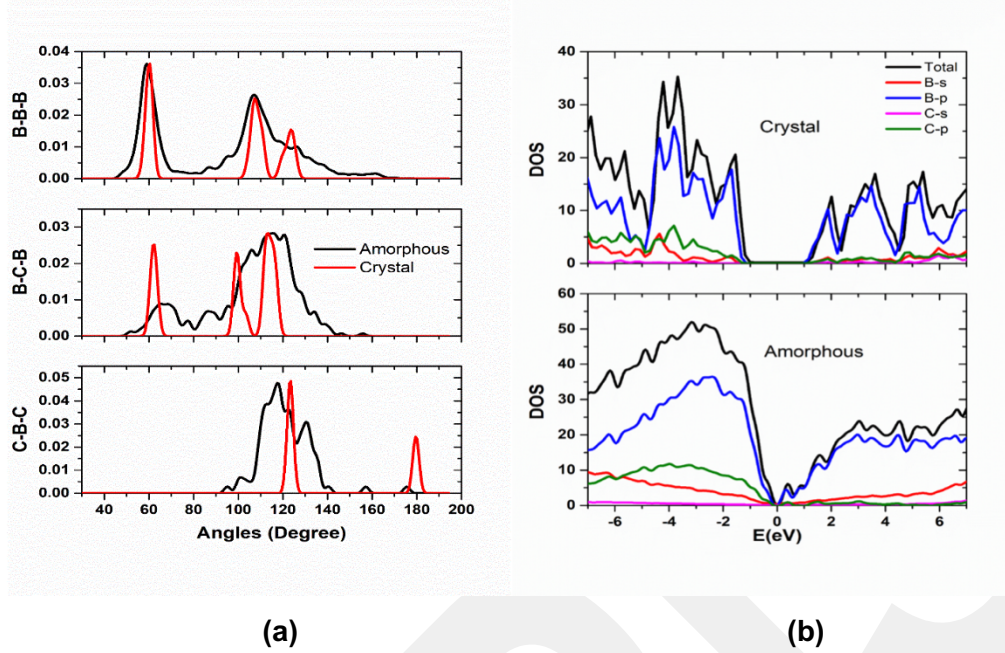 0.04
0.03
0.02
0.01
0.00
B-B-B
0.03
0.02
0.01
0.00
B-C-B
Amorphous
Crystal
0.05
0.04
0.03
0.02
0.01
0.00
C-B-C
40 60 80 100 120 140 160 180 200
Angles (Degree)
(a)
40
30
20
10
0
DOS
Crystal
Total
B-s
B-p
C-s
C-p
60
50
40
30
20
10
0
DOS
Amorphous
-6 -4 -2 0 2 4 6
E(eV)
(b)